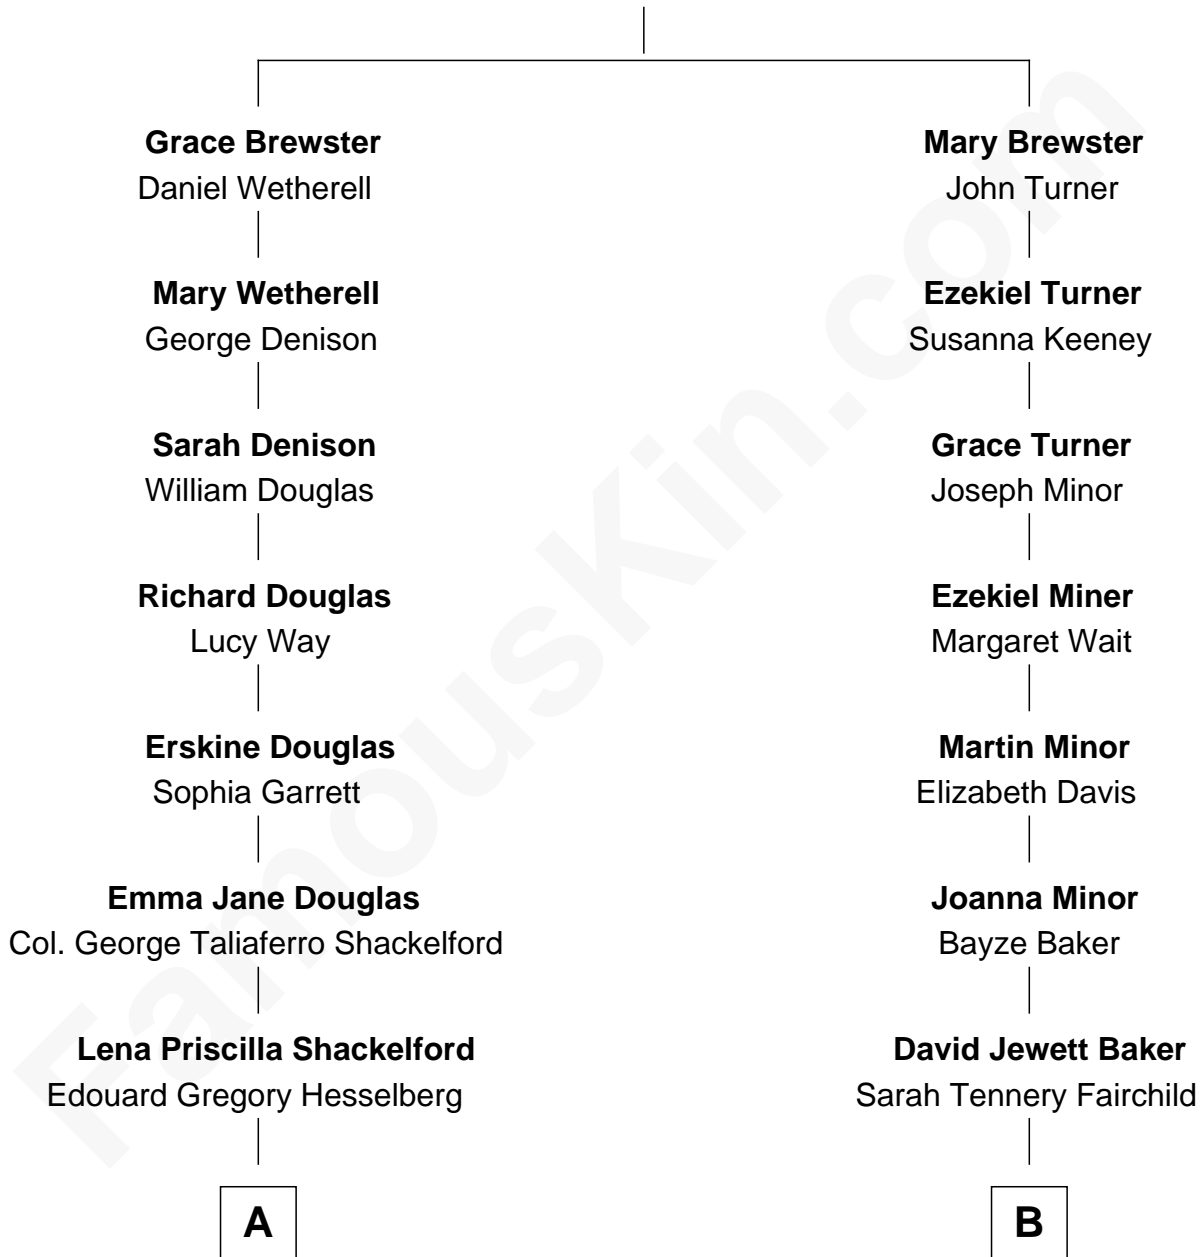 Grace Brewster
Daniel Wetherell
Mary Wetherell
George Denison
Sarah Denison
William Douglas
Richard Douglas
Lucy Way
Erskine Douglas
Sophia Garrett
Emma Jane Douglas
Col. George Taliaferro Shackelford
Lena Priscilla Shackelford
Edouard Gregory Hesselberg
A
Mary Brewster
John Turner
Ezekiel Turner
Susanna Keeney
Grace Turner
Joseph Minor
Ezekiel Miner
Margaret Wait
Martin Minor
Elizabeth Davis
Joanna Minor
Bayze Baker
David Jewett Baker
Sarah Tennery Fairchild
B
FamousKin.com